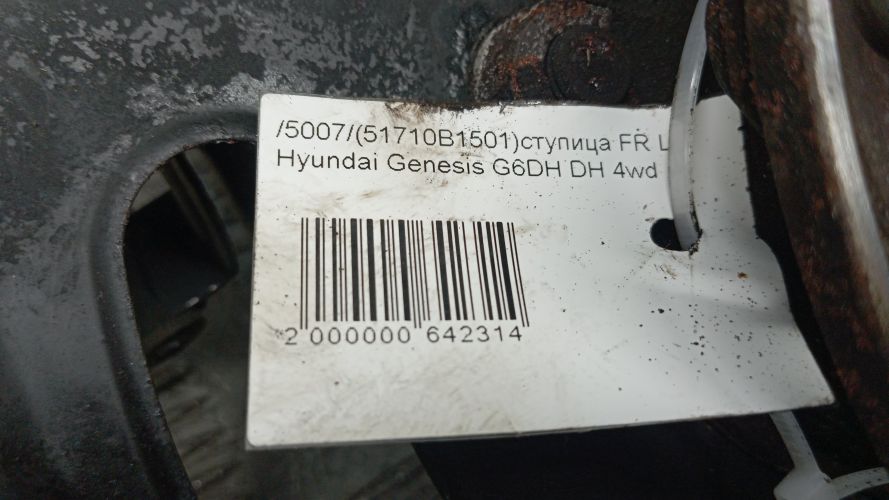 /5007/(51710B1501)ступица FR L
Hyundai Genesis G6DH DH 4wd
2 000000 642314